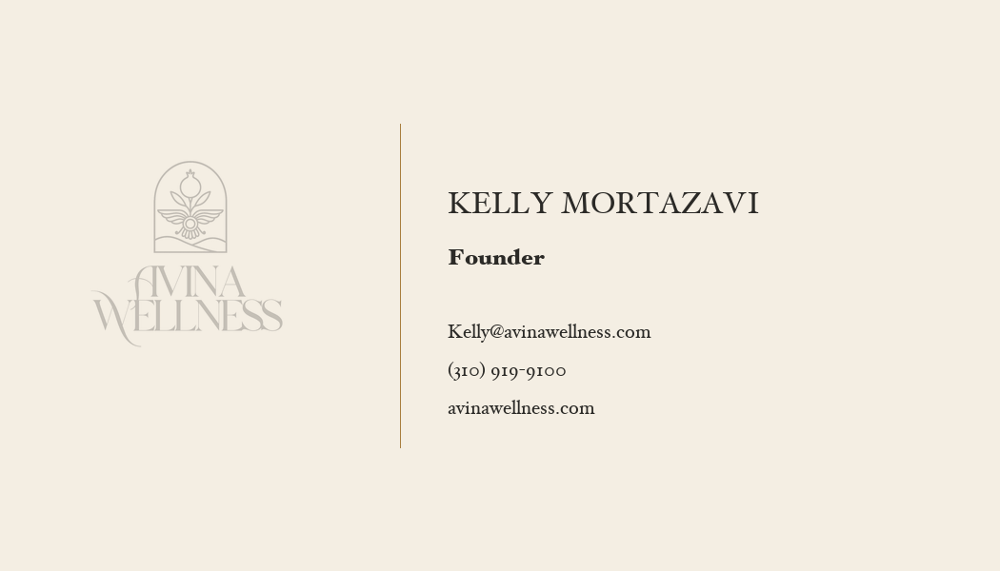 AVINA
WELLNESS
KELLY MORTAZAVI
Founder
Kelly@avinawellness.com
(310) 919-9100
avinawellness.com